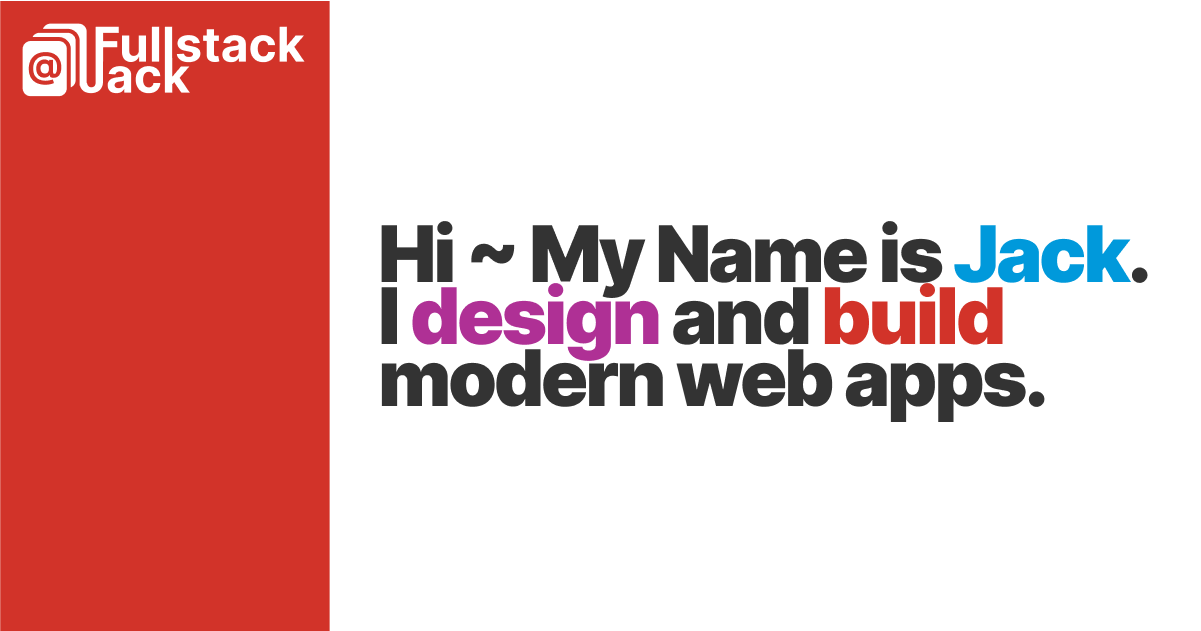 @ Fullstack
Jack
Hi ~ My Name is Jack.
I design and build
modern web apps.